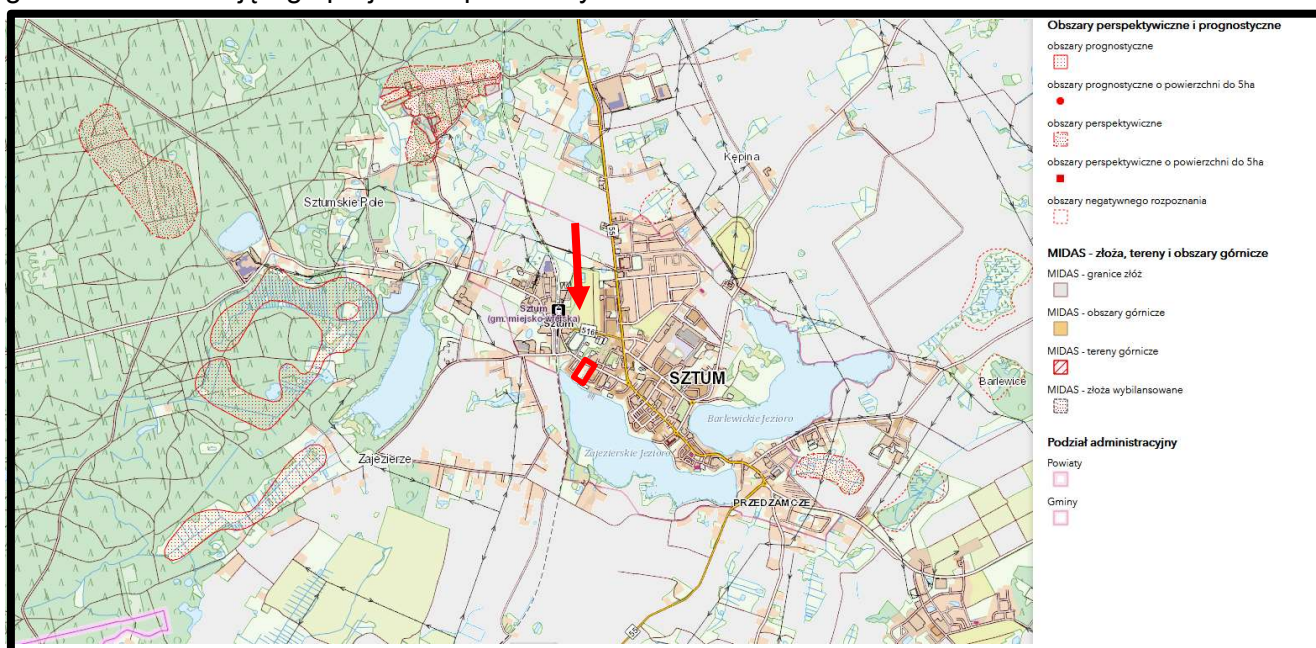 Obszary perspektywiczne i prognostyczne
obszary prognostyczne
obszary prognostyczne o powierzchni do 5ha
obszary perspektywiczne
obszary perspektywiczne o powierzchni do 5ha
obszary negatywnego rozpoznania
MIDAS - złoża, tereny i obszary górnicze
MIDAS - granice złóż
MIDAS - obszary górnicze
MIDAS - tereny górnicze
MIDAS - złoża wybilansowane
Podział administracyjny
Powiaty
Gminy
Kępina
Sztumskie Pole
55
Sztum
(gm. miejsko-wiejska)
Sztum
516
SZTUM
Barlewice
Barlewickie Jezioro
Zajezierze
Zajezierskie Jezioro
PRZEDZAMCZE
55